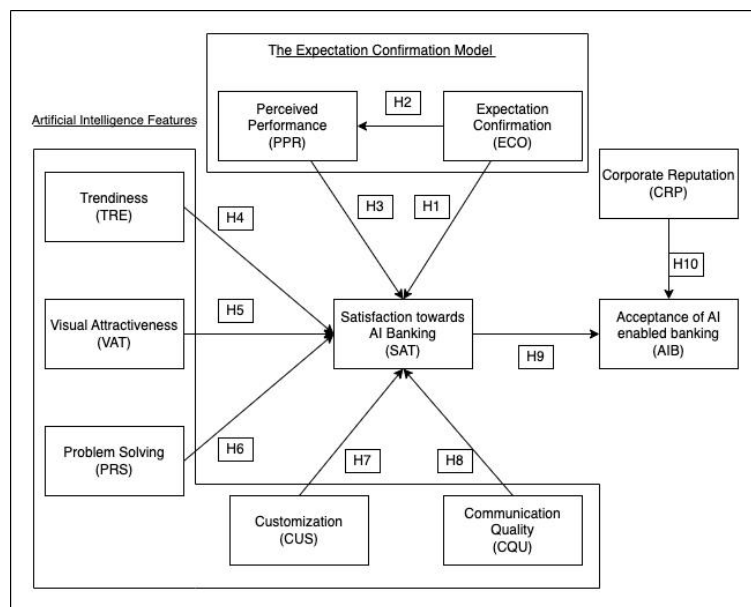 The Expectation Confirmation Model
Artificial Intelligence Features
Perceived
Performance
(PPR)
H2
Expectation
Confirmation
(ECO)
Trendiness
(TRE)
H4
H3
H1
Corporate Reputation
(CRP)
H10
Visual Attractiveness
(VAT)
H5
Satisfaction towards
AI Banking
(SAT)
H9
Acceptance of AI
enabled banking
(AIB)
Problem Solving
(PRS)
H6
H7
H8
Customization
(CUS)
Communication
Quality
(CQU)